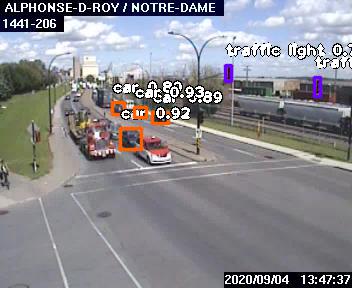 ALPHONSE-D-ROY / NOTRE-DAME
1441-206
traffic light 0.7
traff
car 0.93
car 0.89
car 0.92
2020/09/04 13:47:37